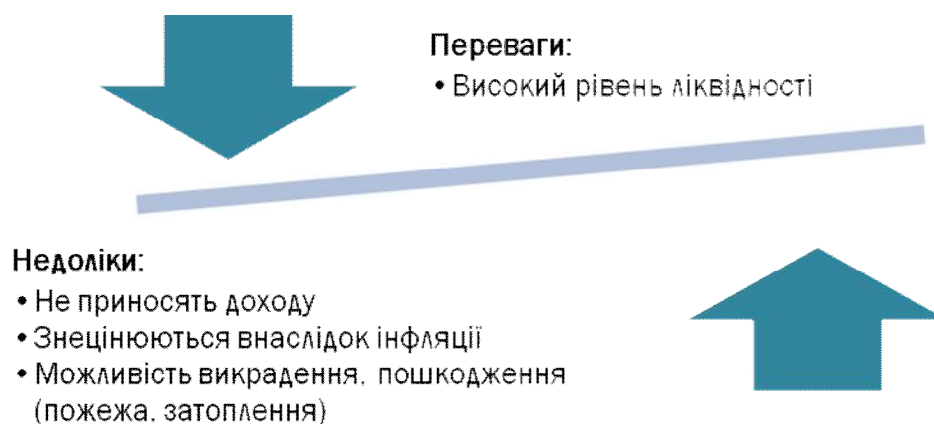 Переваги:
• Високий рівень ліквідності
Недоліки:
• Не приносять доходу
• Знецінюються внаслідок інфляції
• Можливість викрадення, пошкодження
(пожежа, затоплення)